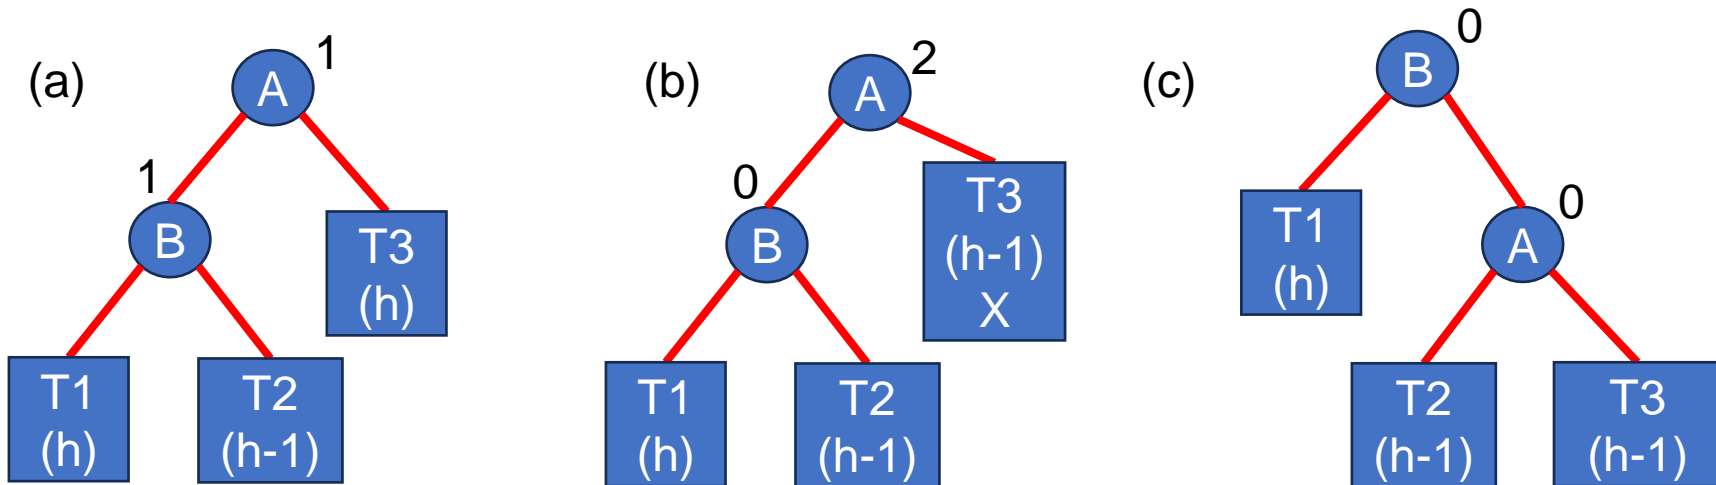 (a)
1
A
1
B
T3
(h)
T1
(h)
T2
(h-1)
(b)
2
A
0
B
T3
(h-1)
X
T1
(h)
T2
(h-1)
(c)
0
B
T1
(h)
0
A
T2
(h-1)
T3
(h-1)